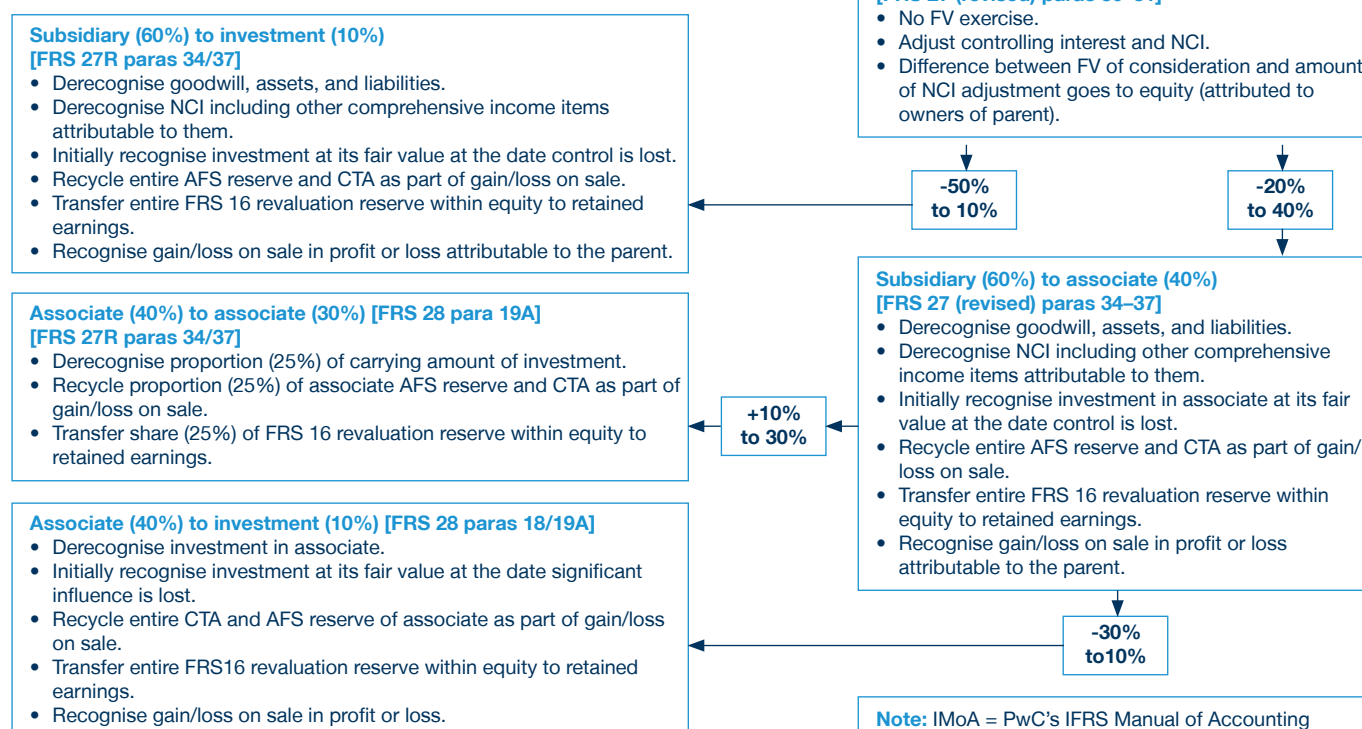 Subsidiary (60%) to investment (10%)
[FRS 27R paras 34/37]
• Derecognise goodwill, assets, and liabilities.
• Derecognise NCI including other comprehensive income items
attributable to them.
• Initially recognise investment at its fair value at the date control is lost.
• Recycle entire AFS reserve and CTA as part of gain/loss on sale.
• Transfer entire FRS 16 revaluation reserve within equity to retained
earnings.
• Recognise gain/loss on sale in profit or loss attributable to the parent.
• No FV exercise.
• Adjust controlling interest and NCI.
• Difference between FV of consideration and amount
of NCI adjustment goes to equity (attributed to
owners of parent).
-50%
to 10%
-20%
to 40%
Associate (40%) to associate (30%) [FRS 28 para 19A]
[FRS 27R paras 34/37]
• Derecognise proportion (25%) of carrying amount of investment.
• Recycle proportion (25%) of associate AFS reserve and CTA as part of
gain/loss on sale.
• Transfer share (25%) of FRS 16 revaluation reserve within equity to
retained earnings.
+10%
to 30%
Subsidiary (60%) to associate (40%)
[FRS 27 (revised) paras 34–37]
• Derecognise goodwill, assets, and liabilities.
• Derecognise NCI including other comprehensive
income items attributable to them.
• Initially recognise investment in associate at its fair
value at the date control is lost.
• Recycle entire AFS reserve and CTA as part of gain/
loss on sale.
• Transfer entire FRS 16 revaluation reserve within
equity to retained earnings.
• Recognise gain/loss on sale in profit or loss
attributable to the parent.
Associate (40%) to investment (10%) [FRS 28 paras 18/19A]
• Derecognise investment in associate.
• Initially recognise investment at its fair value at the date significant
influence is lost.
• Recycle entire CTA and AFS reserve of associate as part of gain/loss
on sale.
• Transfer entire FRS16 revaluation reserve within equity to retained
earnings.
• Recognise gain/loss on sale in profit or loss.
-30%
to10%
Note: IMoA = PwC's IFRS Manual of Accounting